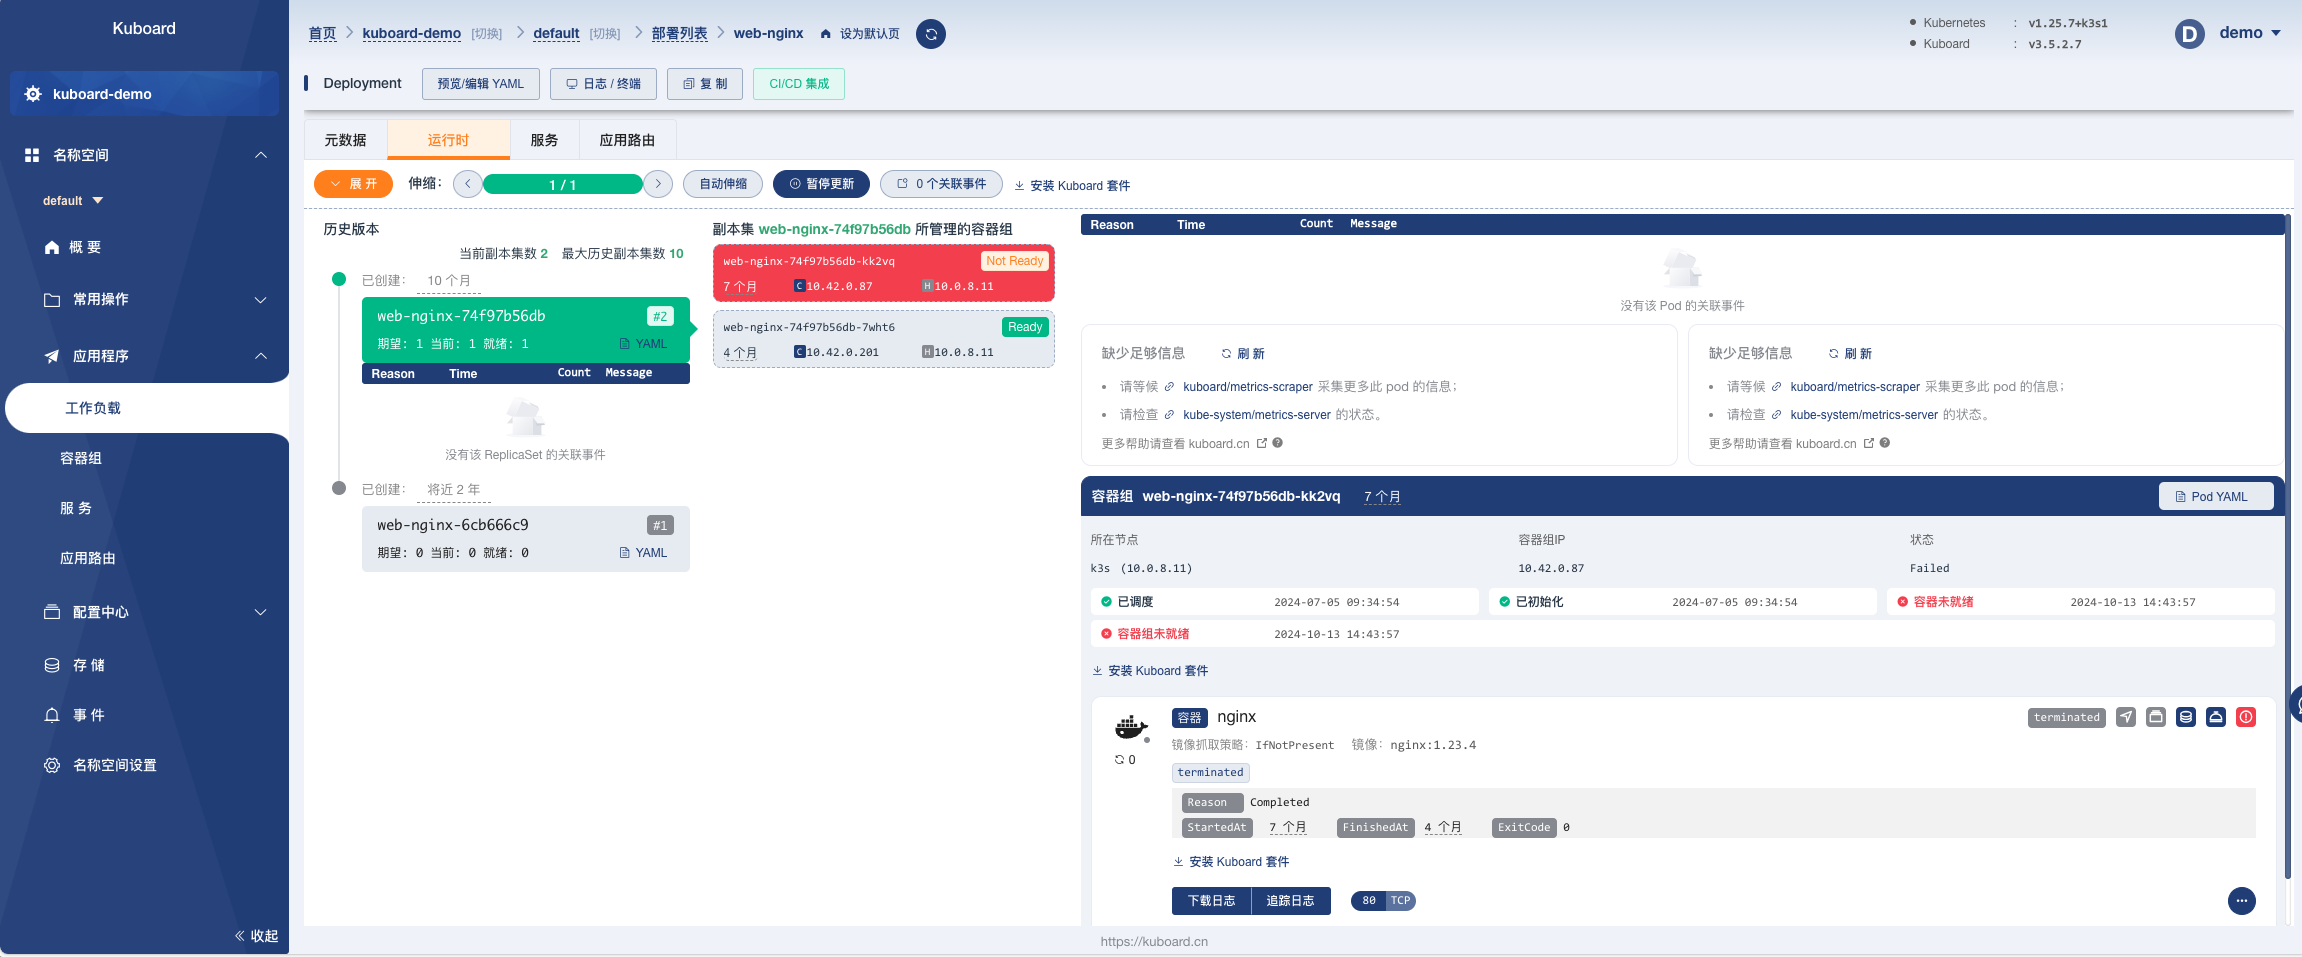 Kuboard
kuboard-demo
名称空间
default
概 要
常用操作
应用程序
工作负载
容器组
服 务
应用路由
配置中心
存 储
事 件
名称空间设置
收起
首页 kuboard-demo [切换] default [切换] 部署列表 web-nginx 设为默认页
Kubernetes : v1.25.7+k3s1
Kuboard : v3.5.2.7
D demo
Deployment 预览/编辑 YAML 日志 / 终端 复 制 CI/CD 集成
元数据 运行时 服务 应用路由
展 开 伸缩： 1 / 1 自动伸缩 暂停更新 0 个关联事件 安装 Kuboard 套件
历史版本
当前副本集数 2 最大历史副本集数 10
已创建： 10 个月
web-nginx-74f97b56db #2
期望: 1 当前: 1 就绪: 1 YAML
Reason Time Count Message
没有该 ReplicaSet 的关联事件
已创建： 将近 2 年
web-nginx-6cb666c9 #1
期望: 0 当前: 0 就绪: 0 YAML
副本集 web-nginx-74f97b56db 所管理的容器组
web-nginx-74f97b56db-kk2vq Not Ready
7 个月 C 10.42.0.87 H 10.0.8.11
web-nginx-74f97b56db-7wht6 Ready
4 个月 C 10.42.0.201 H 10.0.8.11
Reason Time Count Message
没有该 Pod 的关联事件
缺少足够信息 刷 新
请等候 kuboard/metrics-scraper 采集更多此 pod 的信息；
请检查 kube-system/metrics-server 的状态。
更多帮助请查看 kuboard.cn
缺少足够信息 刷 新
请等候 kuboard/metrics-scraper 采集更多此 pod 的信息；
请检查 kube-system/metrics-server 的状态。
更多帮助请查看 kuboard.cn
容器组 web-nginx-74f97b56db-kk2vq 7 个月 Pod YAML
所在节点 容器组IP 状态
k3s (10.0.8.11) 10.42.0.87 Failed
已调度 2024-07-05 09:34:54 已初始化 2024-07-05 09:34:54 容器未就绪 2024-10-13 14:43:57
容器组未就绪 2024-10-13 14:43:57
安装 Kuboard 套件
容器 nginx terminated
镜像抓取策略： IfNotPresent 镜像： nginx:1.23.4
0
terminated
Reason Completed
StartedAt 7 个月 FinishedAt 4 个月 ExitCode 0
安装 Kuboard 套件
下载日志 追踪日志 80 TCP
https://kuboard.cn